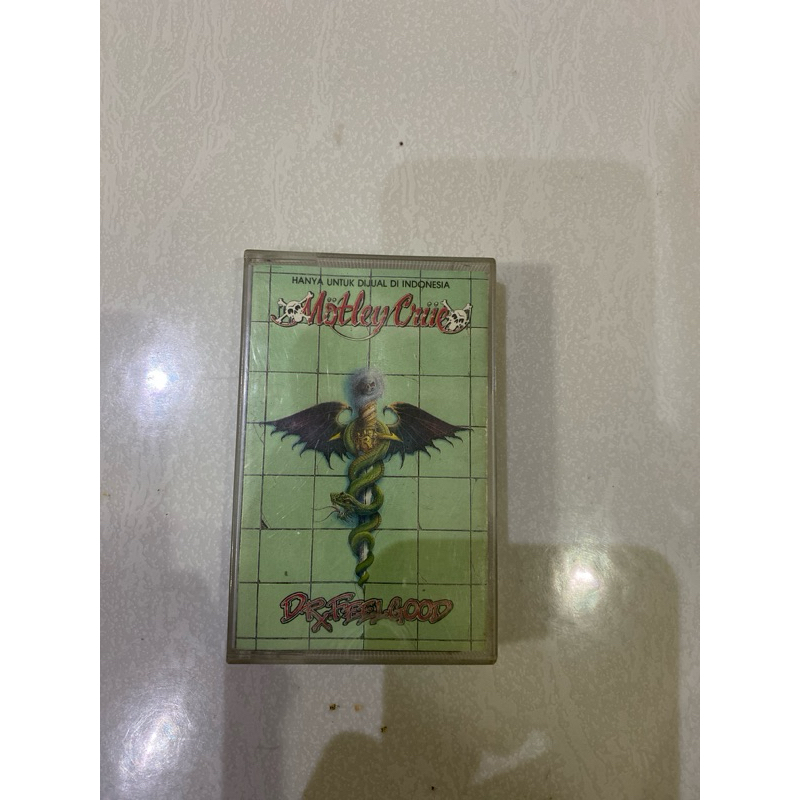 HANYA UNTUK DIJUAL DI INDONESIA
Mötley Crüe
DR. FEELGOOD